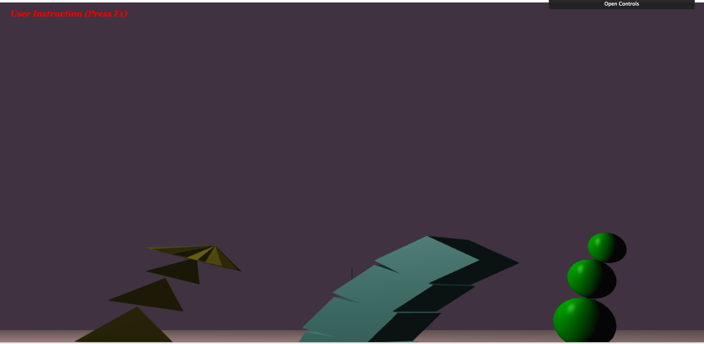 User Instruction (Press F1)
Open Controls